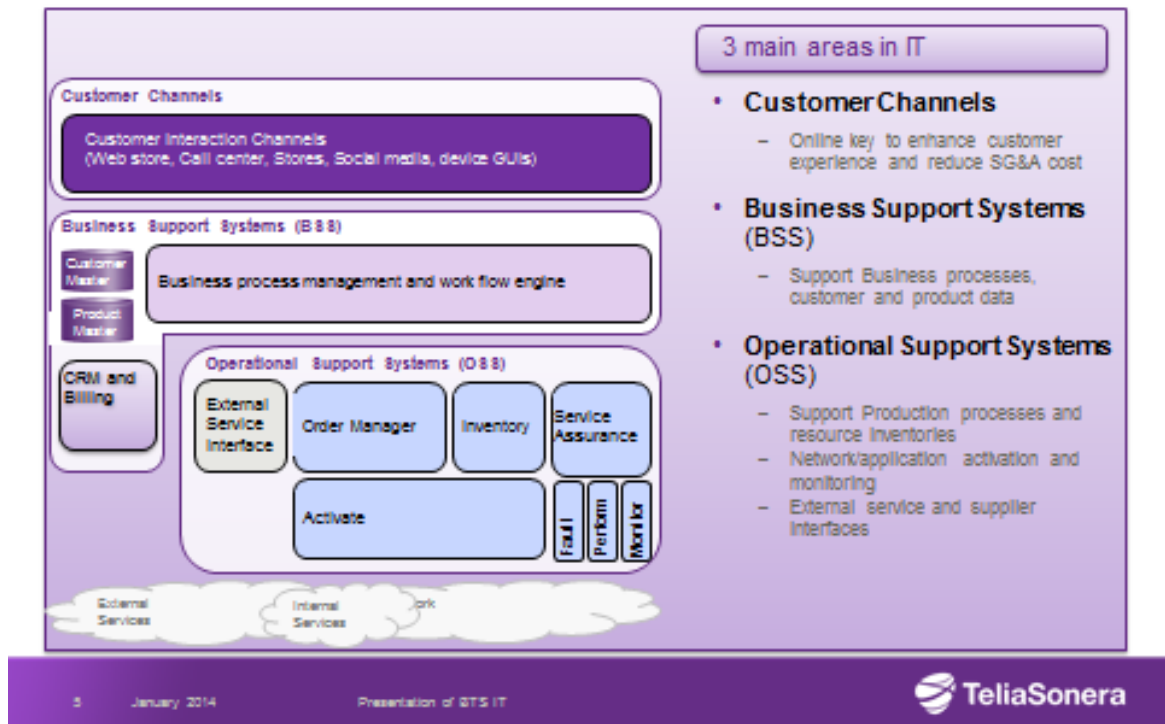 3 main areas in IT
Customer Channels
Customer Interaction Channels
(Web store, Call center, Stores, Social media, device GUIs)
Business Support Systems (BSS)
Customer
Master
Product
Master
Business process management and work flow engine
CRM and
Billing
Operational Support Systems (OSS)
External
Service
Interface
Order Manager
Inventory
Service
Assurance
Activate
Fault
Perform
Monitor
External
Services
Internal
Services
ork
• Customer Channels
– Online key to enhance customer
experience and reduce SG&A cost
• Business Support Systems
(BSS)
– Support Business processes,
customer and product data
• Operational Support Systems
(OSS)
– Support Production processes and
resource inventories
– Network/application activation and
monitoring
– External service and supplier
interfaces
5 January 2014 Presentation of GTS IT
TeliaSonera